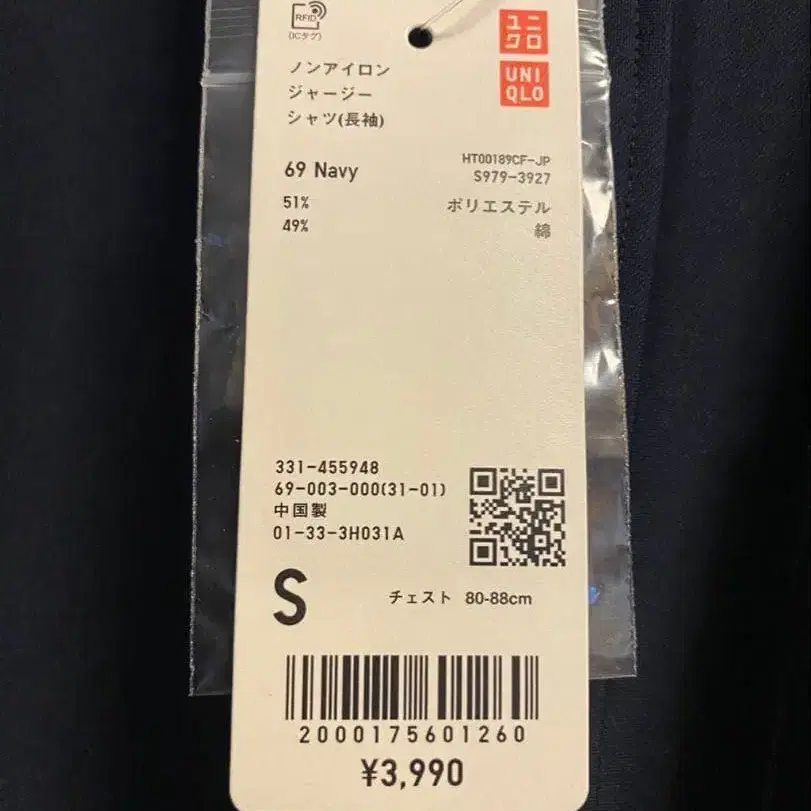 RFID
(ICタグ)
ユニ
クロ
UNI
QLO
ノンアイロン
ジャージー
シャツ(長袖)
69 Navy
HT00189CF-JP
S979-3927
51% ポリエステル
49% 綿
331-455948
69-003-000(31-01)
中国製
01-33-3H031A
S チェスト 80-88cm
2000175601260
¥3,990